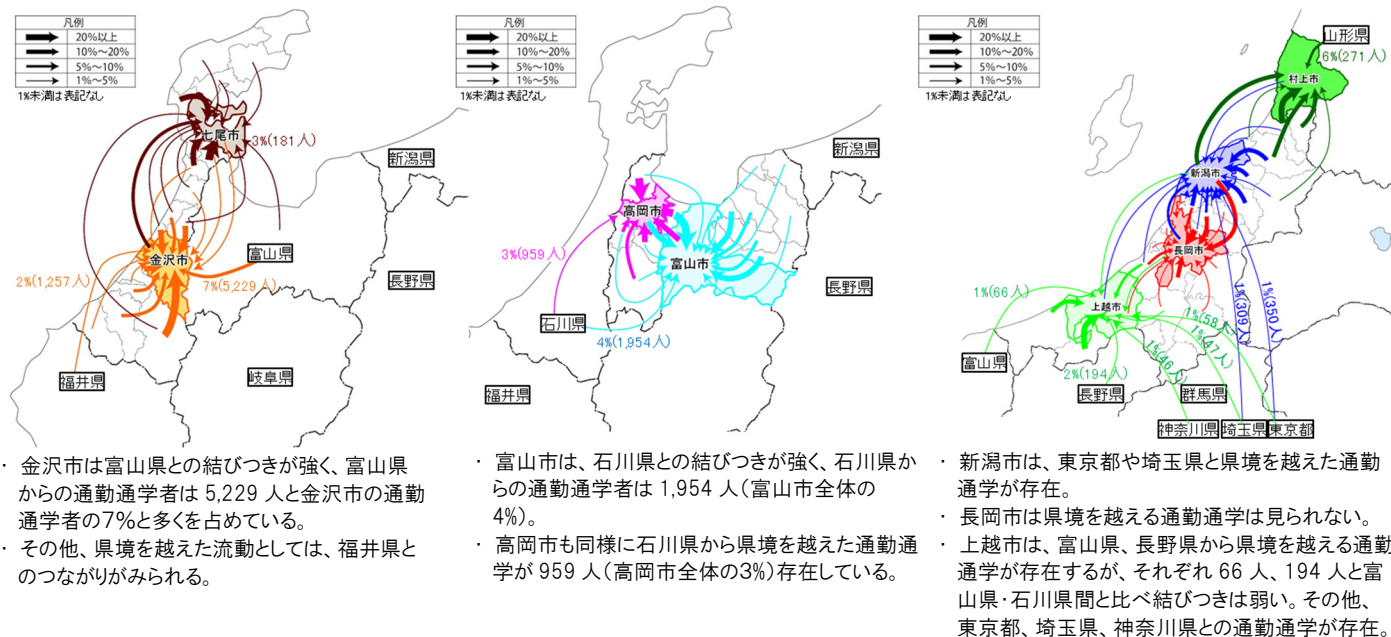 凡例
20%以上
10%～20%
5%～10%
1%～5%
1%未満は表記なし
七尾市
3%(181人)
新潟県
金沢市
富山県
2%(1,257人)
7%(5,229人)
長野県
福井県
岐阜県
・ 金沢市は富山県との結びつきが強く、富山県
からの通勤通学者は 5,229 人と金沢市の通勤
通学者の7%と多くを占めている。
・ その他、県境を越えた流動としては、福井県と
のつながりがみられる。
凡例
20%以上
10%～20%
5%～10%
1%～5%
1%未満は表記なし
新潟県
高岡市
3%(959人)
富山市
長野県
石川県
4%(1,954人)
福井県
岐阜県
・ 富山市は、石川県との結びつきが強く、石川県か
らの通勤通学者は 1,954 人(富山市全体の
4%)。
・ 高岡市も同様に石川県から県境を越えた通勤通
学が 959 人(高岡市全体の3%)存在している。
凡例
20%以上
10%～20%
5%～10%
1%～5%
1%未満は表記なし
山形県
6%(271人)
村上市
新潟市
長岡市
1%(66人)
上越市
1%(58人)
1%(47人)
1%(46人)
1%(309人)
1%(350人)
富山県
2%(194人)
長野県
群馬県
神奈川県
埼玉県
東京都
・ 新潟市は、東京都や埼玉県と県境を越えた通勤
通学が存在。
・ 長岡市は県境を越える通勤通学は見られない。
・ 上越市は、富山県、長野県から県境を越える通勤
通学が存在するが、それぞれ 66 人、194 人と富
山県・石川県間と比べ結びつきは弱い。その他、
東京都、埼玉県、神奈川県との通勤通学が存在。